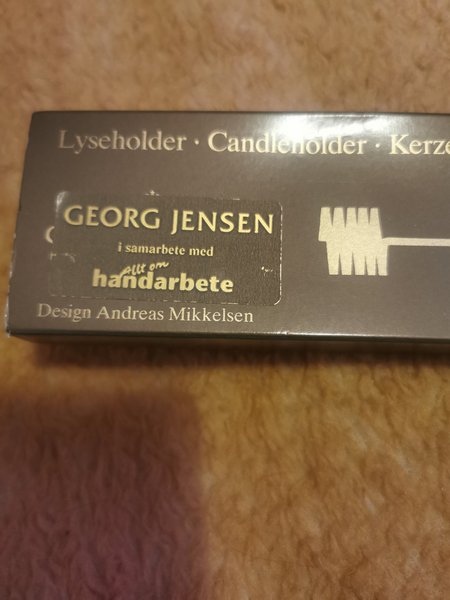 Lyseholder · Candleholder · Kerze
GEORG JENSEN
i samarbete med
Allt om
handarbete
Design Andreas Mikkelsen